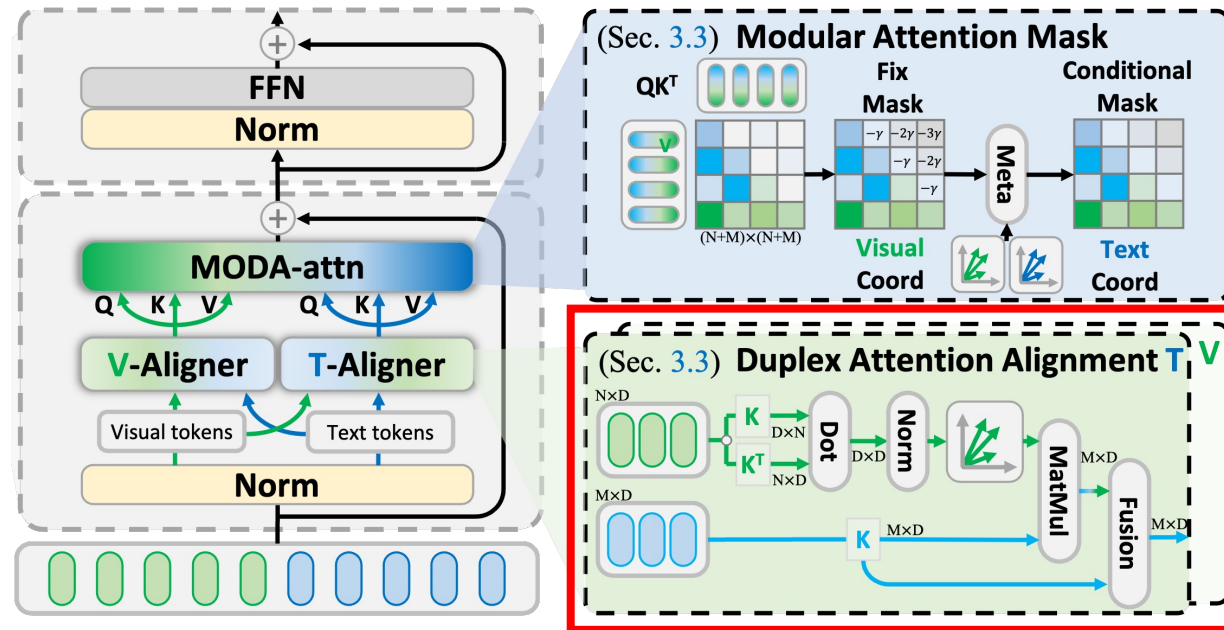 +
FFN
Norm
+
MODA-attn
Q K V Q K V
V-Aligner T-Aligner
Visual tokens Text tokens
Norm
(Sec. 3.3) Modular Attention Mask
QKᵀ
Fix
Mask
Conditional
Mask
V
-γ -2γ -3γ
-γ -2γ
-γ
Meta
(N+M)×(N+M)
Visual
Coord
Text
Coord
(Sec. 3.3) Duplex Attention Alignment T V
N×D
K
D×N
Kᵀ
N×D
Dot
D×D
Norm
MatMul
M×D
Fusion
M×D
M×D
K
M×D